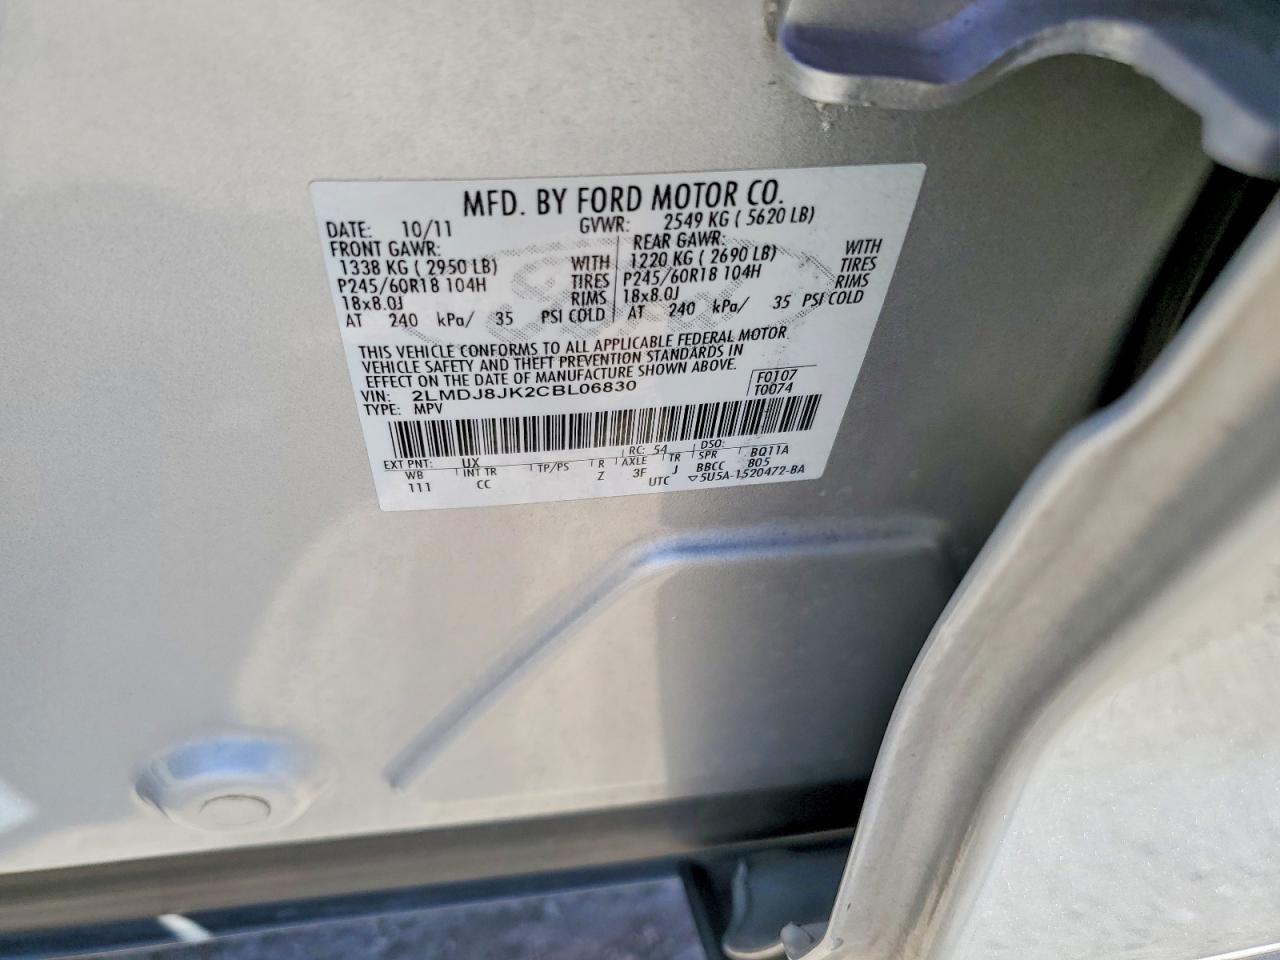 MFD. BY FORD MOTOR CO.
DATE: 10/11 GVWR: 2549 KG ( 5620 LB)
FRONT GAWR: REAR GAWR: WITH
1338 KG ( 2950 LB) WITH 1220 KG ( 2690 LB) TIRES
P245/60R18 104H TIRES P245/60R18 104H RIMS
18x8.0J RIMS 18x8.0J
AT 240 kPa/ 35 PSI COLD AT 240 kPa/ 35 PSI COLD
THIS VEHICLE CONFORMS TO ALL APPLICABLE FEDERAL MOTOR
VEHICLE SAFETY AND THEFT PREVENTION STANDARDS IN
EFFECT ON THE DATE OF MANUFACTURE SHOWN ABOVE.
VIN: 2LMDJ8JK2CBL06830
F0107
T0074
TYPE: MPV
EXT PNT: UX RC: 54 DSO: BQ11A
WB INT TR TP/PS R AXLE TR SPR B05
111 CC Z 3F J BBCC
UTC ▽5U5A-1520472-BA